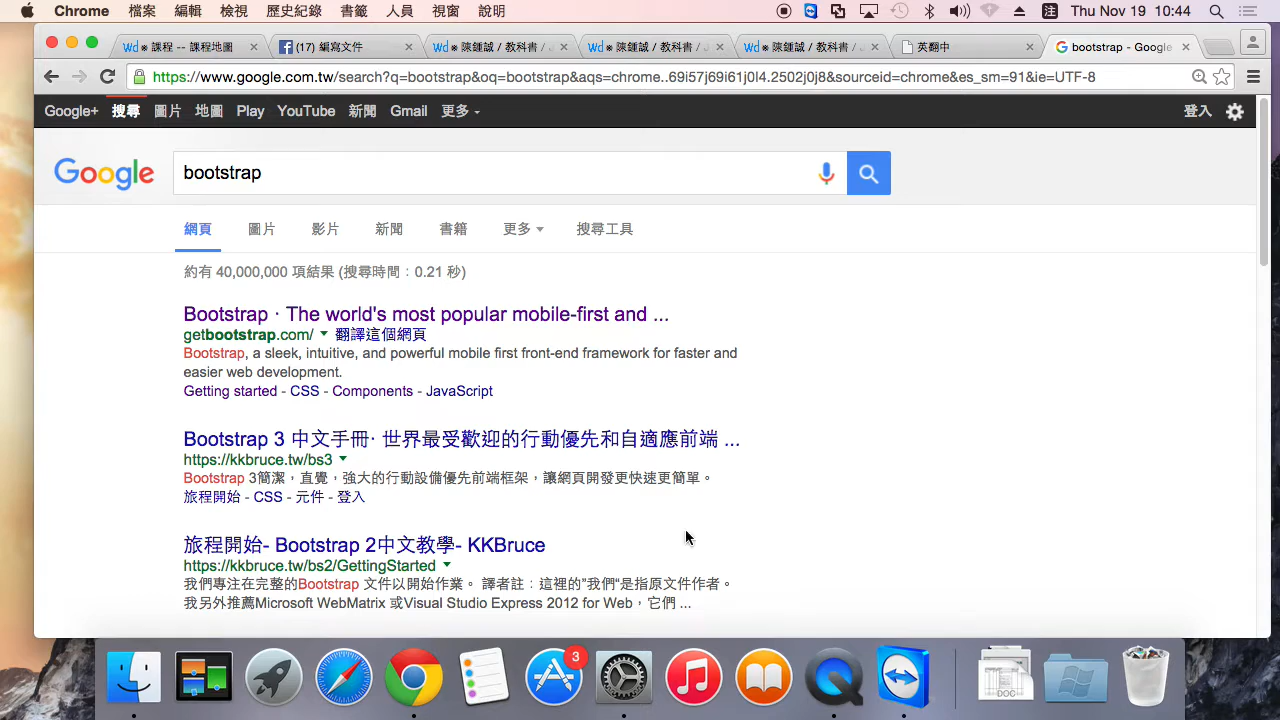 Chrome 檔案 編輯 檢視 歷史紀錄 書籤 人員 視窗 說明 注 Thu Nov 19 10:44
Wd ※ 課程 -- 課程地圖 × (17) 編寫文件 × Wd ※ 陳鍾誠 / 教科書 / J × Wd ※ 陳鍾誠 / 教科書 / J × Wd ※ 陳鍾誠 / 教科書 / J × 英翻中 × bootstrap - Google ×
https://www.google.com.tw/search?q=bootstrap&oq=bootstap&aqs=chrome..69i57j69i61j0l4.2502j0j8&sourceid=chrome&es_sm=91&ie=UTF-8
Google+ 搜尋 圖片 地圖 Play YouTube 新聞 Gmail 更多 登入
Google bootstrap
網頁 圖片 影片 新聞 書籍 更多 搜尋工具
約有 40,000,000 項結果 (搜尋時間：0.21 秒)
Bootstrap · The world's most popular mobile-first and ...
getbootstrap.com/ 翻譯這個網頁
Bootstrap, a sleek, intuitive, and powerful mobile first front-end framework for faster and
easier web development.
Getting started - CSS - Components - JavaScript
Bootstrap 3 中文手冊· 世界最受歡迎的行動優先和自適應前端 ...
https://kkbruce.tw/bs3
Bootstrap 3簡潔，直覺，強大的行動設備優先前端框架，讓網頁開發更快速更簡單。
旅程開始 - CSS - 元件 - 登入
旅程開始- Bootstrap 2中文教學- KKBruce
https://kkbruce.tw/bs2/GettingStarted
我們專注在完整的Bootstrap 文件以開始作業。 譯者註：這裡的"我們"是指原文件作者。
我另外推薦Microsoft WebMatrix 或Visual Studio Express 2012 for Web，它們 ...
3
DOC